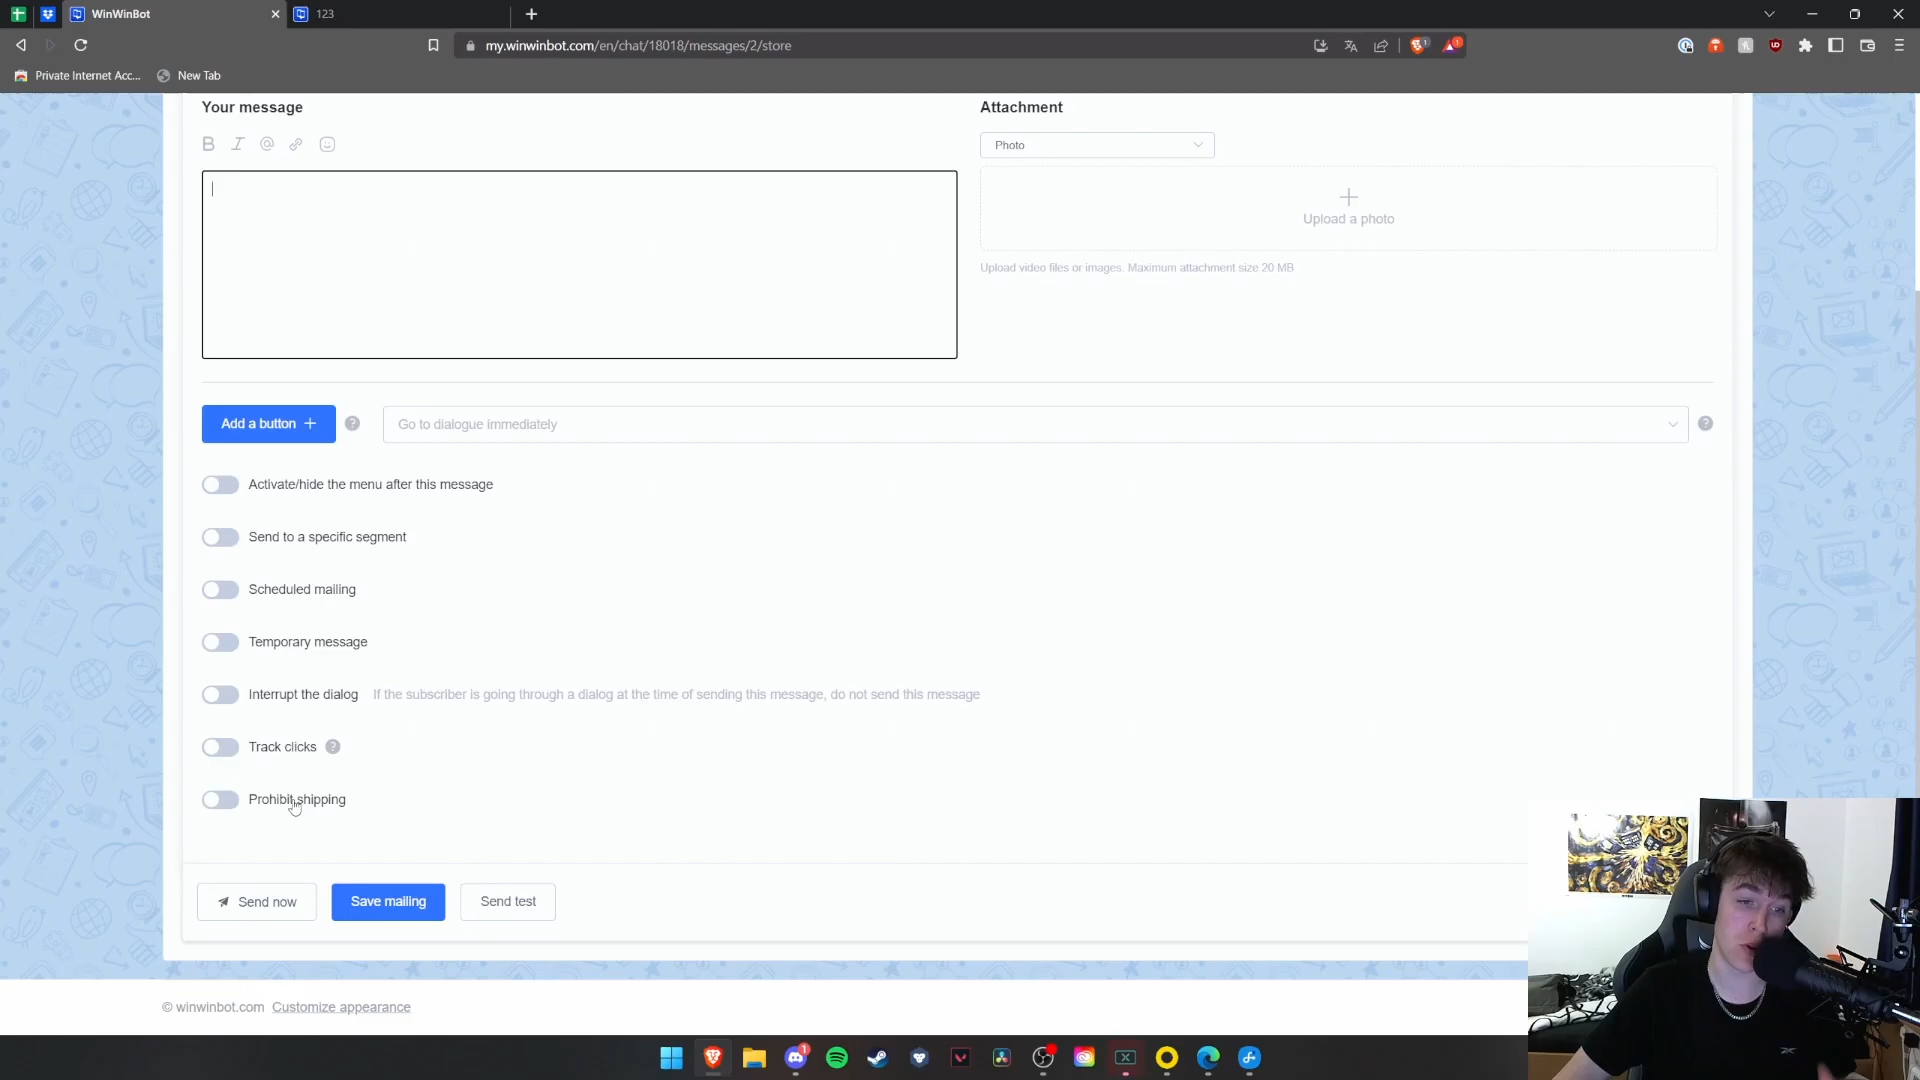 WinWinBot
123
my.winwinbot.com/en/chat/18018/messages/2/store
Private Internet Acc...
New Tab
Your message
Attachment
Photo
Upload a photo
Upload video files or images. Maximum attachment size 20 MB
Add a button
Go to dialogue immediately
Activate/hide the menu after this message
Send to a specific segment
Scheduled mailing
Temporary message
Interrupt the dialog If the subscriber is going through a dialog at the time of sending this message, do not send this message
Track clicks
Prohibit shipping
Send now
Save mailing
Send test
© winwinbot.com Customize appearance